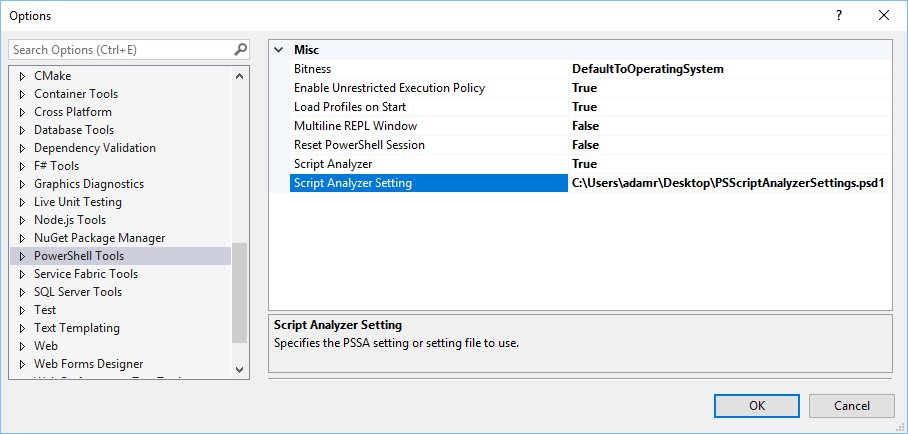 Options
?
Search Options (Ctrl+E)
CMake
Container Tools
Cross Platform
Database Tools
Dependency Validation
F# Tools
Graphics Diagnostics
Live Unit Testing
Node.js Tools
NuGet Package Manager
PowerShell Tools
Service Fabric Tools
SQL Server Tools
Test
Text Templating
Web
Web Forms Designer
Misc
Bitness DefaultToOperatingSystem
Enable Unrestricted Execution Policy True
Load Profiles on Start True
Multiline REPL Window False
Reset PowerShell Session False
Script Analyzer True
Script Analyzer Setting C:\Users\adamr\Desktop\PSScriptAnalyzerSettings.psd1
Script Analyzer Setting
Specifies the PSSA setting or setting file to use.
OK
Cancel